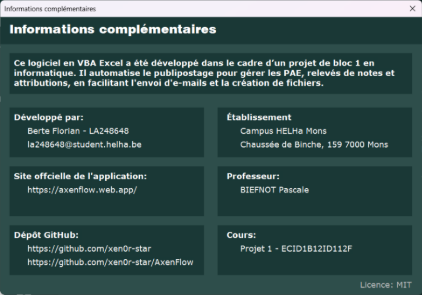 Informations complémentaires
Informations complémentaires
Ce logiciel en VBA Excel a été développé dans le cadre d'un projet de bloc 1 en
informatique. Il automatise le publipostage pour gérer les PAE, relevés de notes et
attributions, en facilitant l'envoi d'e-mails et la création de fichiers.
Développé par:
Berte Florian - LA248648
la248648@student.helha.be
Établissement
Campus HELHa Mons
Chaussée de Binche, 159 7000 Mons
Site offcielle de l'application:
https://axenflow.web.app/
Professeur:
BIEFNOT Pascale
Dépôt GitHub:
https://github.com/xen0r-star
https://github.com/xen0r-star/AxenFlow
Cours:
Projet 1 - ECID1B12ID112F
Licence: MIT